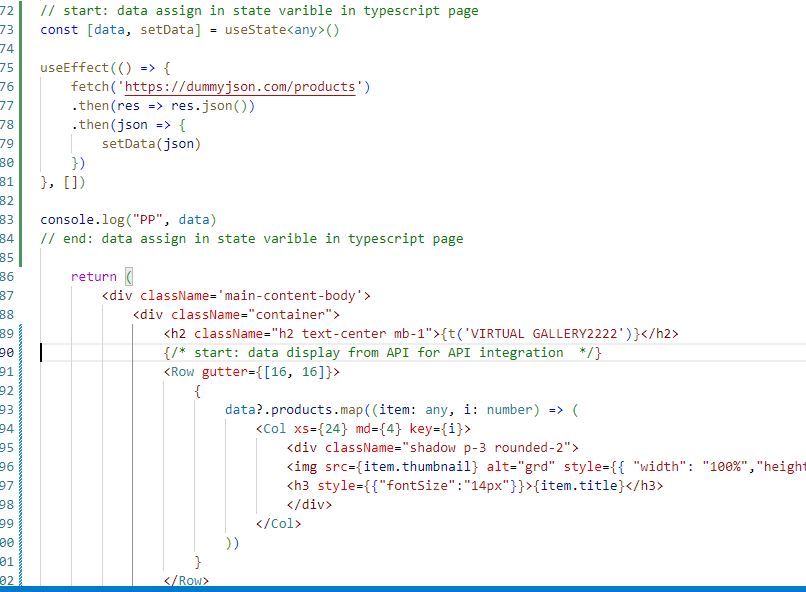 72 // start: data assign in state varible in typescript page
73 const [data, setData] = useState<any>()
74
75 useEffect(() => {
76 fetch('https://dummyjson.com/products')
77 .then(res => res.json())
78 .then(json => {
79 setData(json)
80 })
81 }, [])
82
83 console.log("PP", data)
84 // end: data assign in state varible in typescript page
85
86 return (
87 <div className='main-content-body'>
88 <div className="container">
89 <h2 className="h2 text-center mb-1">{t('VIRTUAL GALLERY2222')}</h2>
90 {/* start: data display from API for API integration  */}
91 <Row gutter={[16, 16]}>
92 {
93 data?.products.map((item: any, i: number) => (
94 <Col xs={24} md={4} key={i}>
95 <div className="shadow p-3 rounded-2">
96 <img src={item.thumbnail} alt="grd" style={{ "width": "100%","height
97 <h3 style={{"fontSize":"14px"}}>{item.title}</h3>
98 </div>
99 </Col>
00 ))
01 }
02 </Row>